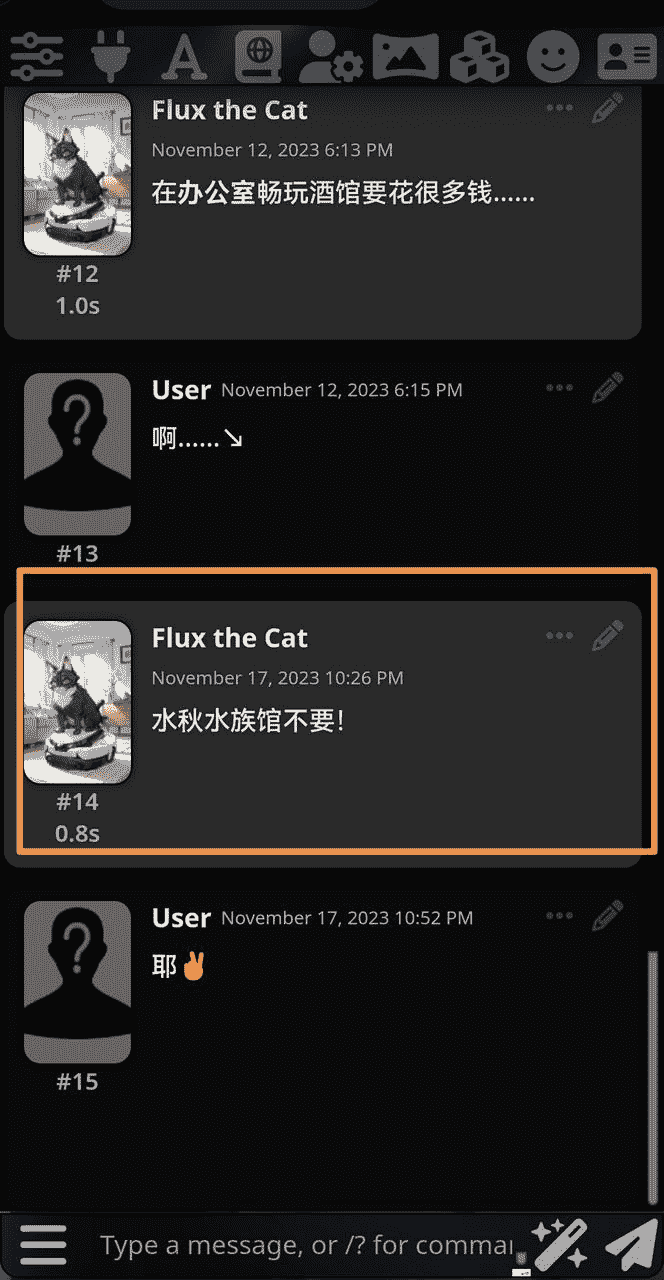 Flux the Cat
November 12, 2023 6:13 PM
在办公室畅玩酒馆要花很多钱……
#12
1.0s
User November 12, 2023 6:15 PM
啊……↘
#13
Flux the Cat
November 17, 2023 10:26 PM
水秋水族馆不要!
#14
0.8s
User November 17, 2023 10:52 PM
耶✌
#15
Type a message, or /? for comman